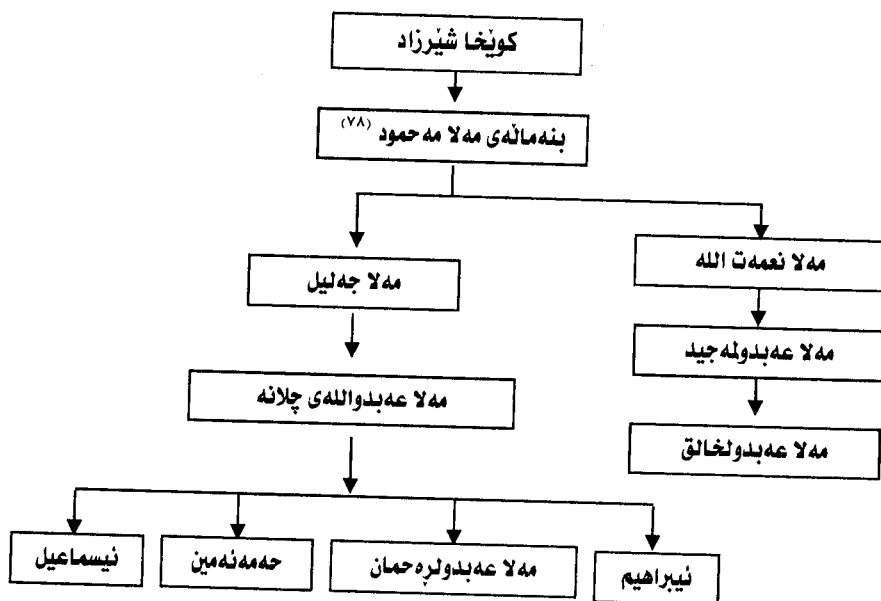 کوێخا شێرزاد
بنەماڵەی مەلا مەحمود (٧٨)
مەلا نعمەت اللە
مەلا جەلیل
مەلا عەبدولمەجید
مەلا عەبدواللەی چلانە
مەلا عەبدولخالق
ئیبراهیم
مەلا عەبدولڕەحمان
حەمەئەمین
ئیسماعیل